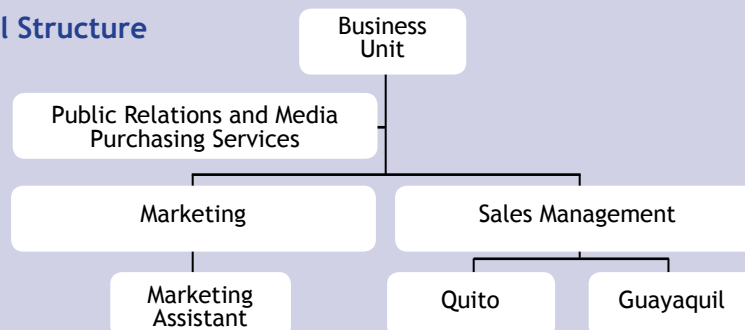 l Structure
Business
Unit
Public Relations and Media
Purchasing Services
Marketing
Sales Management
Marketing
Assistant
Quito
Guayaquil